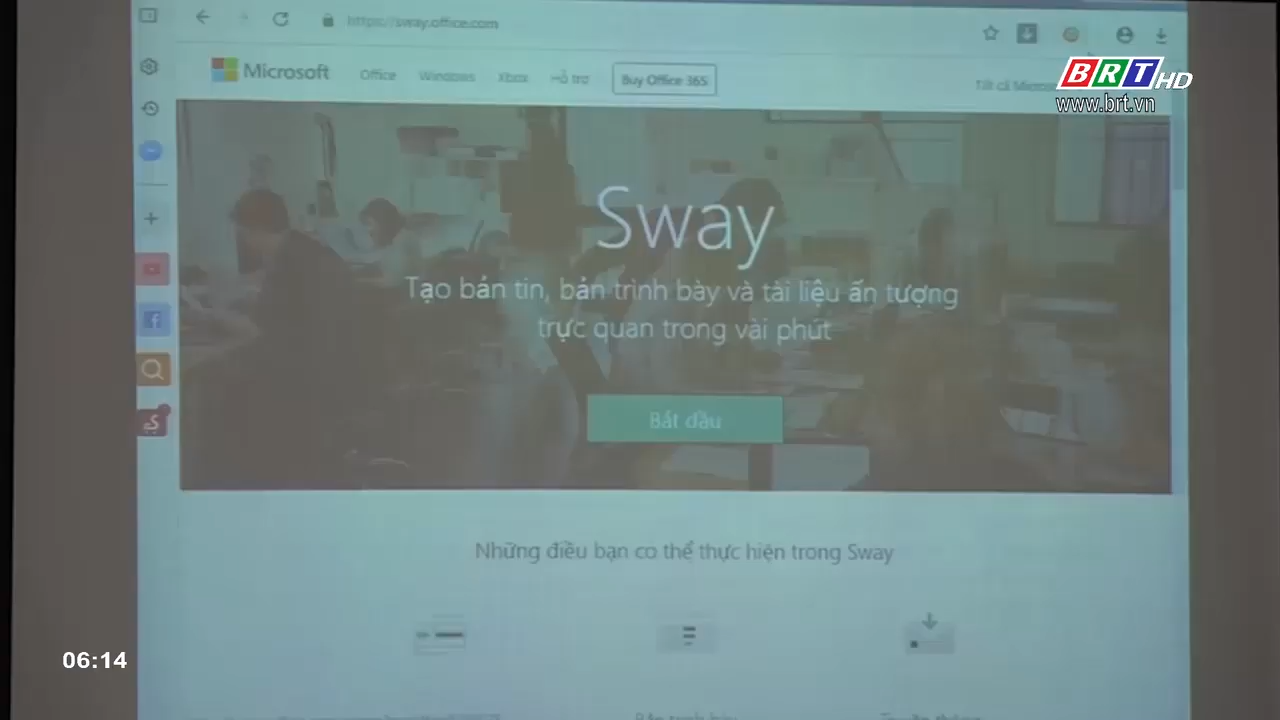 https://sway.office.com
BRT HD
www.brt.vn
Microsoft Office Windows Xbox Hỗ trợ Buy Office 365 Tất cả
Sway
Tạo bản tin, bản trình bày và tài liệu ấn tượng
trực quan trong vài phút
Bắt đầu
Những điều bạn có thể thực hiện trong Sway
06:14